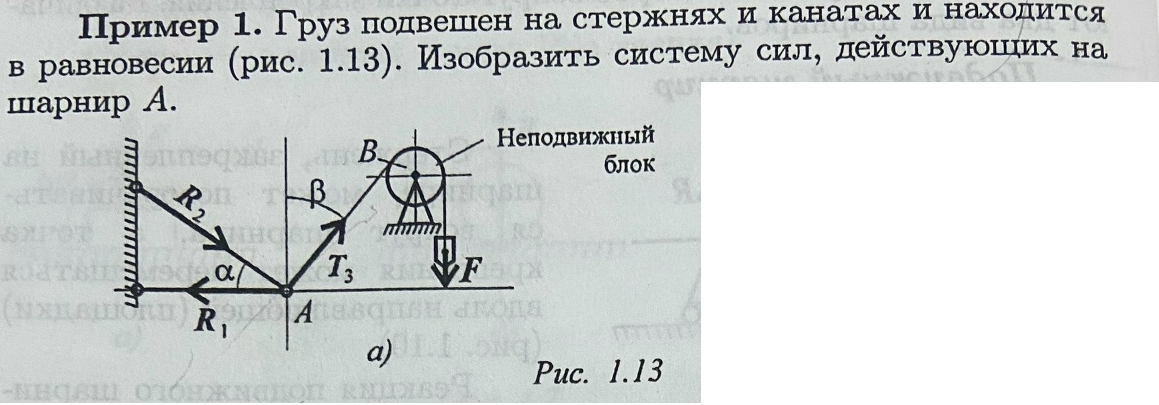 Пример 1. Груз подвешен на стержнях и канатах и находится
в равновесии (рис. 1.13). Изобразить систему сил, действующих на
шарнир А.
Неподвижный
блок
B
β
R₂
α
T₃
F
R₁
A
а)
Рис. 1.13